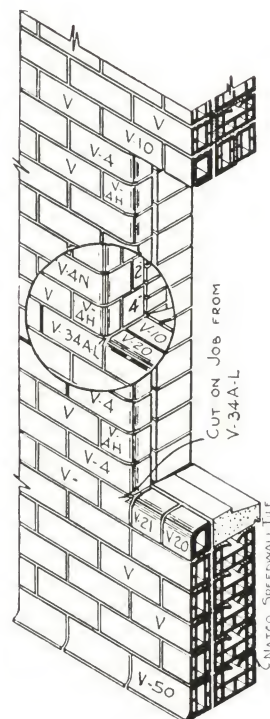 V
V-10
V-4
V
V-
4H
V-4N
2"
4"
V
V-
4H
V-10
V-20
V-34A-L
CUT ON JOB FROM
V-34A-L
V-4
V
V-
4H
V-4
V-
V-21
V-20
V
V
V
V-50
NATCO SPEEDWALL TILE